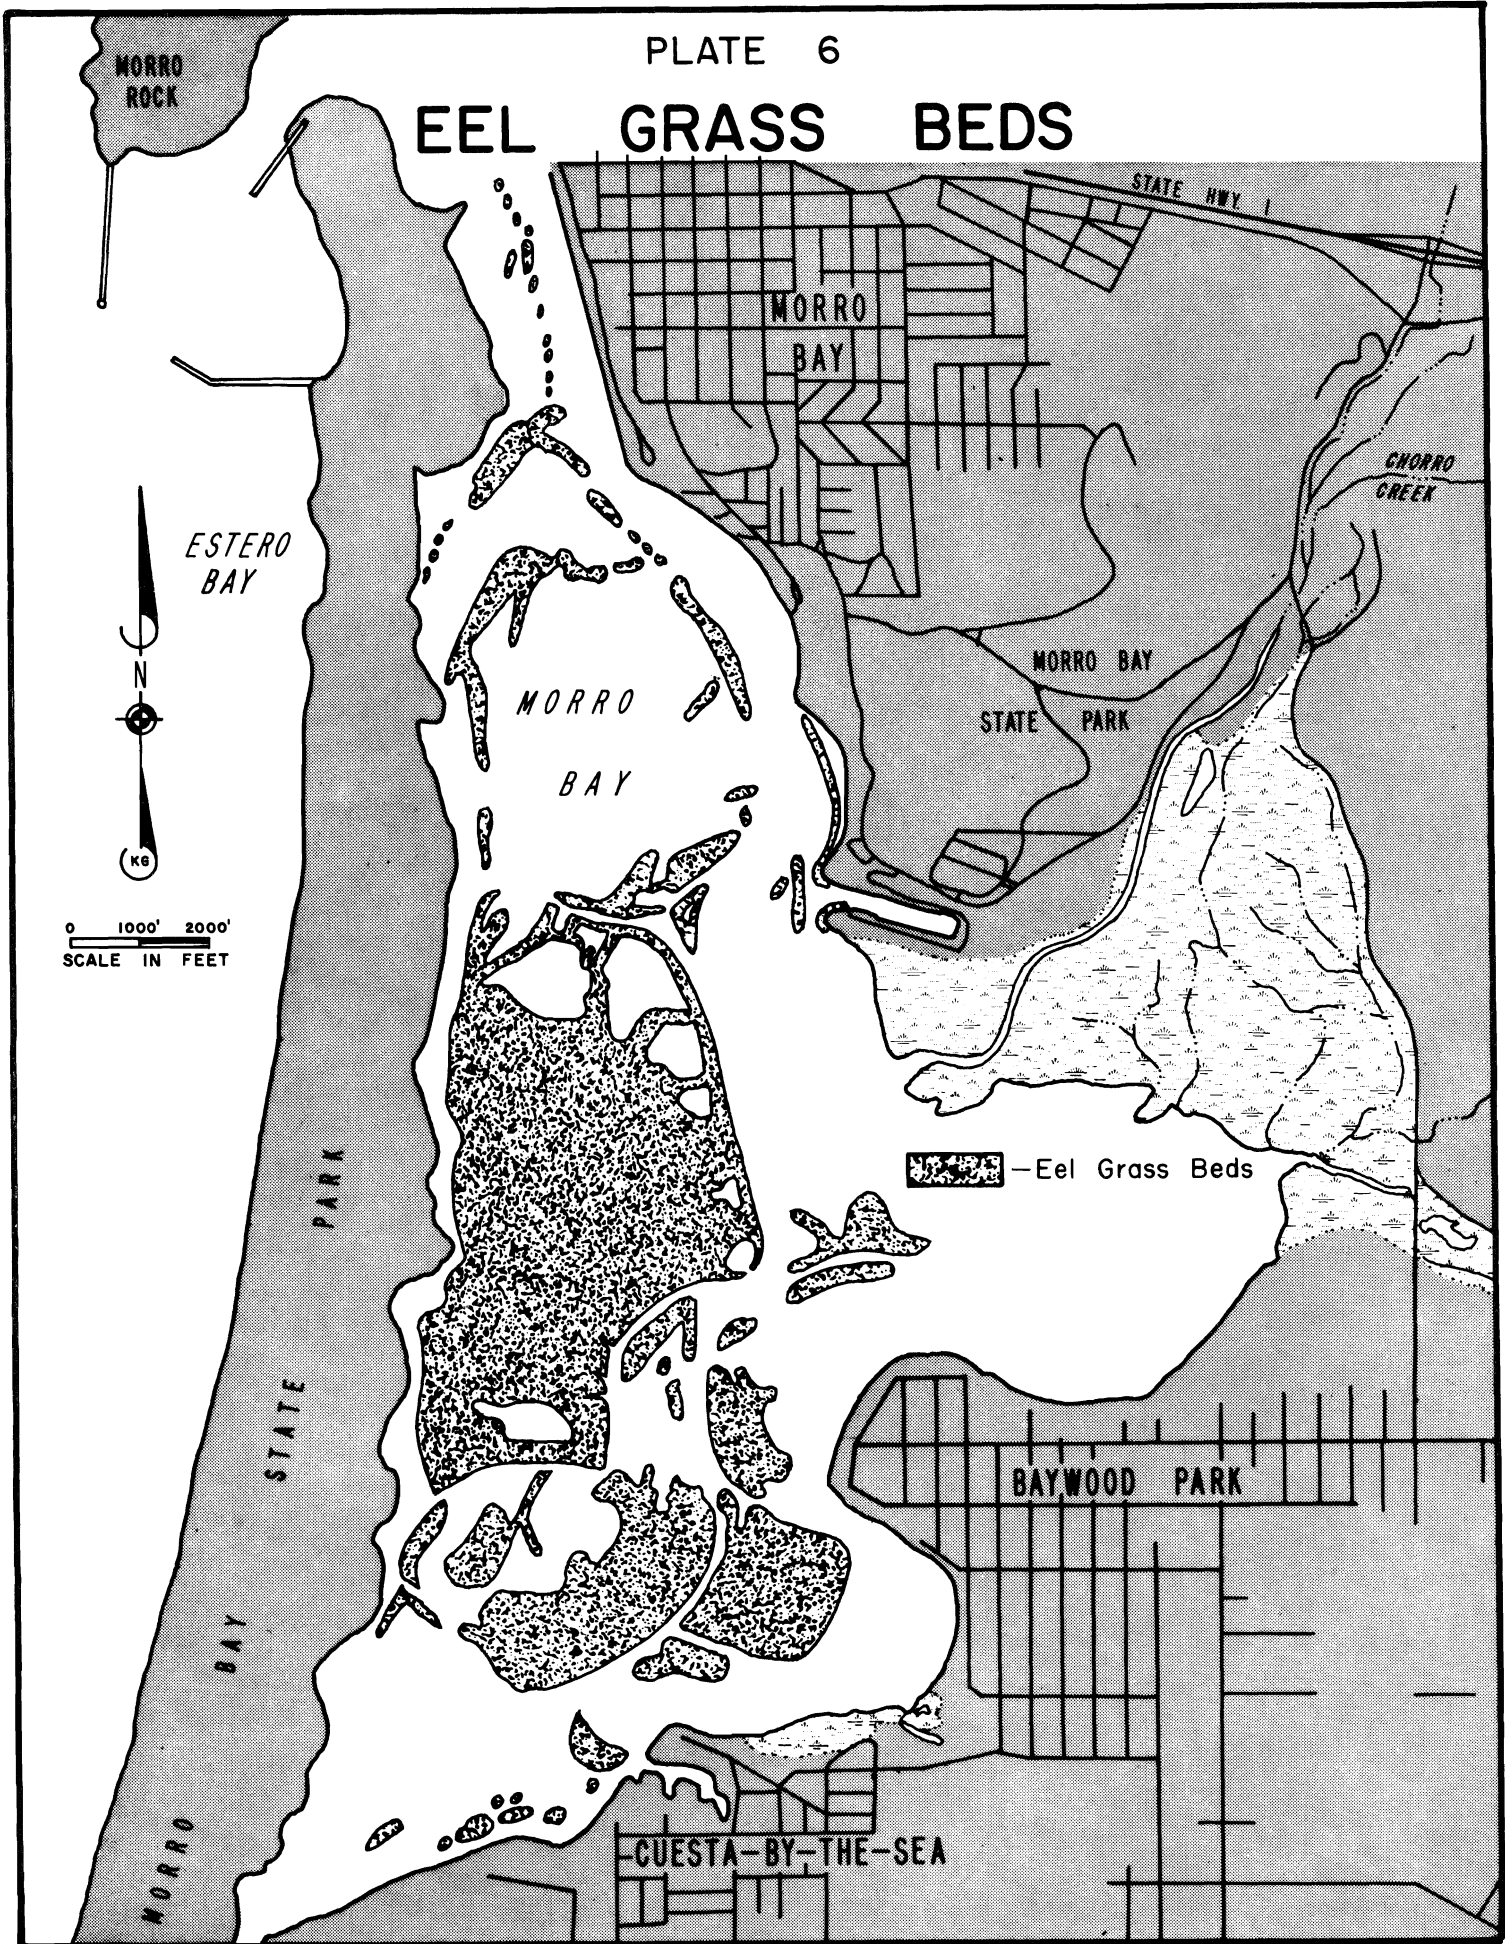 PLATE 6
EEL GRASS BEDS
MORRO
ROCK
STATE HWY. 1
MORRO
BAY
CHORRO
CREEK
ESTERO
BAY
N
KG
MORRO BAY
STATE PARK
MORRO
BAY
0 1000' 2000'
SCALE IN FEET
–Eel Grass Beds
MORRO BAY STATE PARK
BAYWOOD PARK
CUESTA–BY–THE–SEA